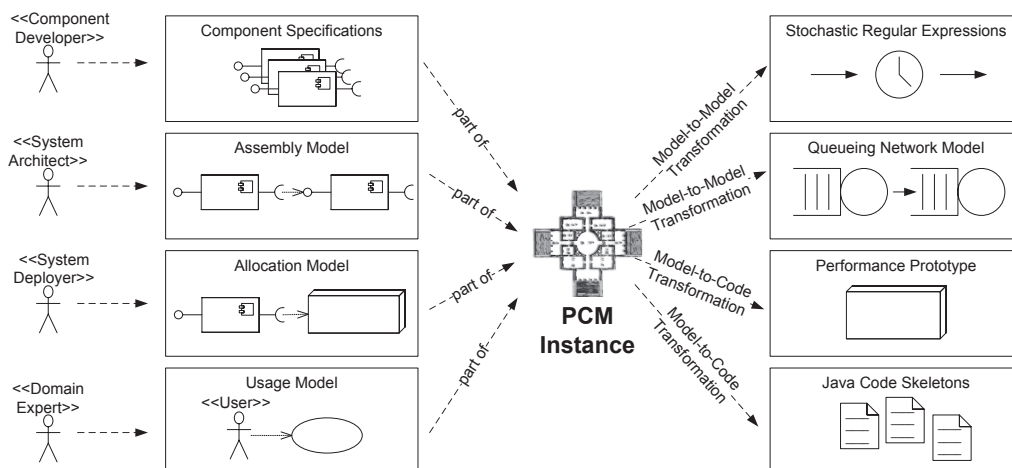 <<Component
Developer>>
Component Specifications
part of
Model-to-Model
Transformation
Stochastic Regular Expressions
<<System
Architect>>
Assembly Model
part of
Model-to-Model
Transformation
Queueing Network Model
PCM
Instance
<<System
Deployer>>
Allocation Model
part of
Model-to-Code
Transformation
Performance Prototype
<<Domain
Expert>>
Usage Model
<<User>>
part of
Model-to-Code
Transformation
Java Code Skeletons